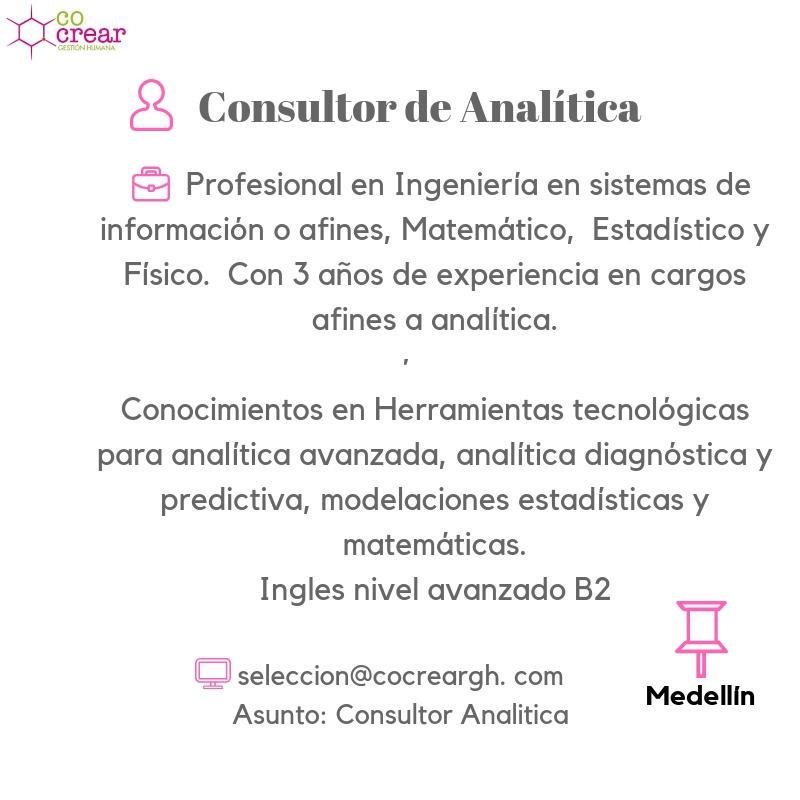 co
crear
GESTIÓN HUMANA
Consultor de Analítica
Profesional en Ingeniería en sistemas de
información o afines, Matemático, Estadístico y
Físico. Con 3 años de experiencia en cargos
afines a analítica.
,
Conocimientos en Herramientas tecnológicas
para analítica avanzada, analítica diagnóstica y
predictiva, modelaciones estadísticas y
matemáticas.
Ingles nivel avanzado B2
seleccion@cocreargh. com
Asunto: Consultor Analitica
Medellín